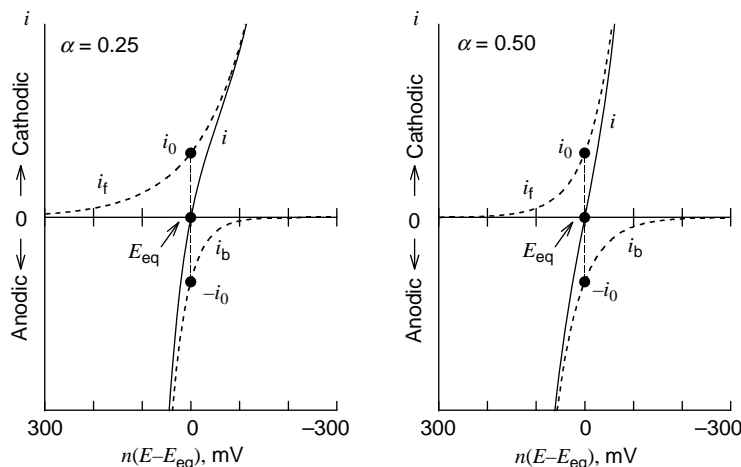 i
α = 0.25
Cathodic
i0
i
if
0
Eeq
ib
Anodic
–i0
300
0
–300
n(E–Eeq), mV
i
α = 0.50
Cathodic
i0
i
if
0
Eeq
ib
Anodic
–i0
300
0
–300
n(E–Eeq), mV